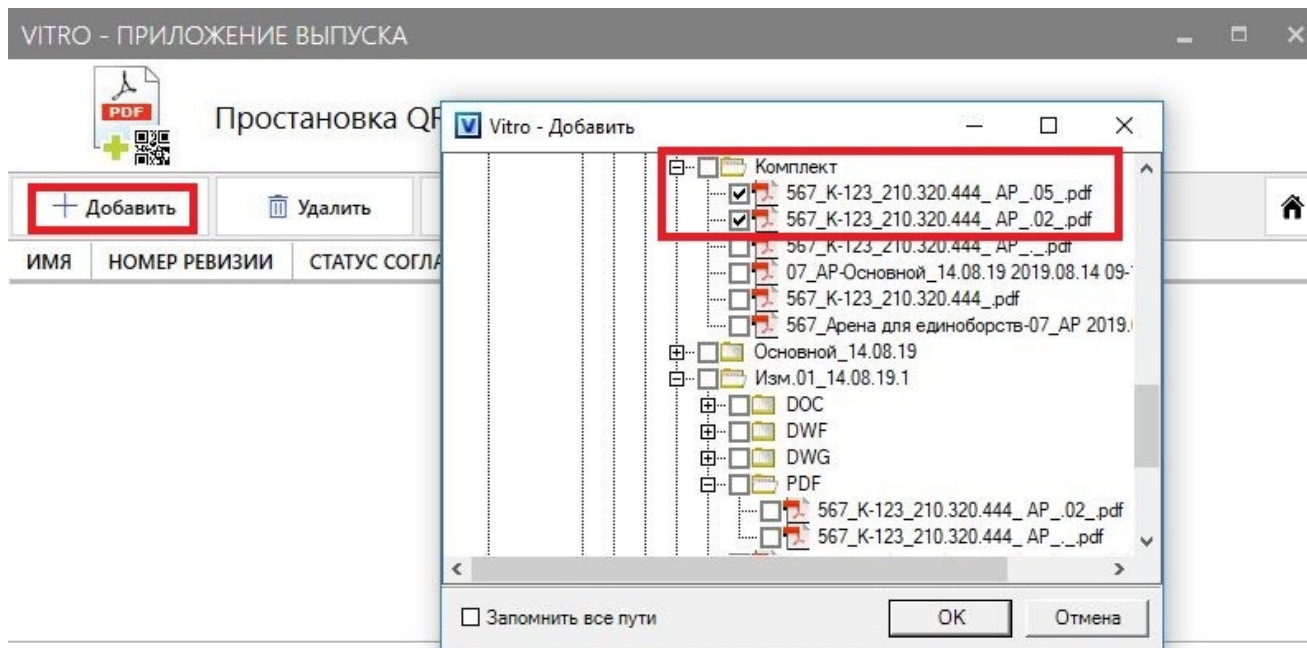 VITRO - ПРИЛОЖЕНИЕ ВЫПУСКА
PDF
Простановка QR
Добавить
Удалить
ИМЯ
НОМЕР РЕВИЗИИ
СТАТУС СОГЛА
Vitro - Добавить
Комплект
567_K-123_210.320.444_ AP_.05_.pdf
567_K-123_210.320.444_ AP_.02_.pdf
567_K-123_210.320.444_ AP_._.pdf
07_АР-Основной_14.08.19 2019.08.14 09-
567_K-123_210.320.444_.pdf
567_Арена для единоборств-07_АР 2019.
Основной_14.08.19
Изм.01_14.08.19.1
DOC
DWF
DWG
PDF
567_K-123_210.320.444_ AP_.02_.pdf
567_K-123_210.320.444_ AP_._.pdf
Запомнить все пути
OK
Отмена